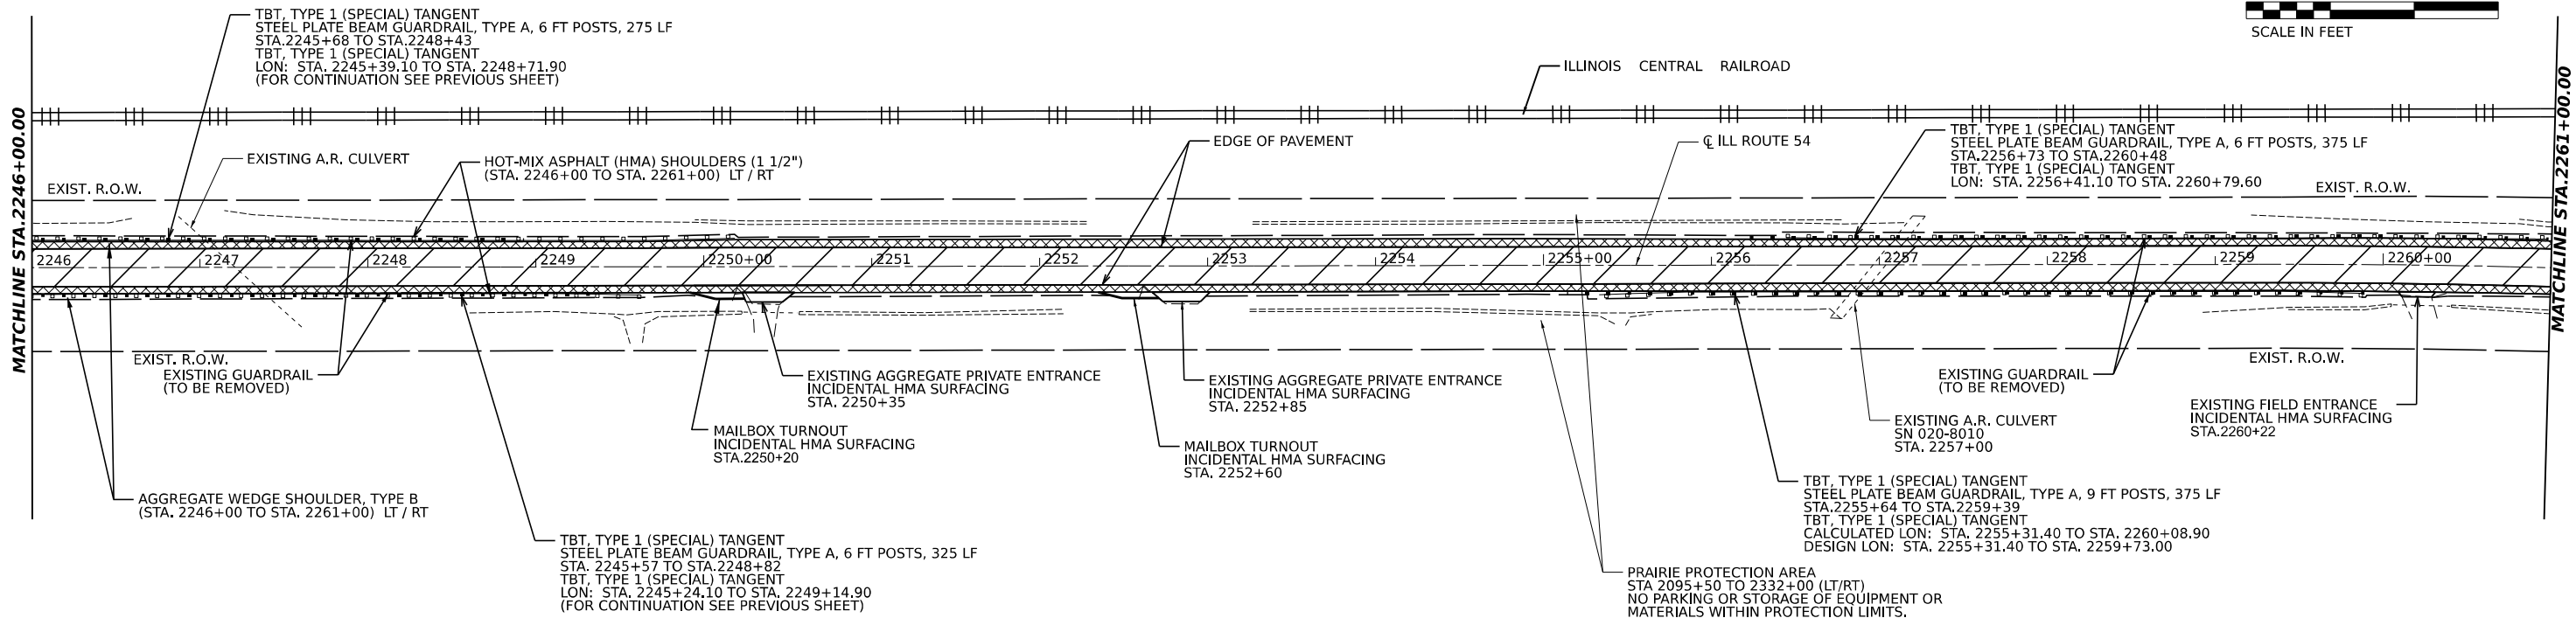 TBT, TYPE 1 (SPECIAL) TANGENT
STEEL PLATE BEAM GUARDRAIL, TYPE A, 6 FT POSTS, 275 LF
STA.2245+68 TO STA.2248+43
TBT, TYPE 1 (SPECIAL) TANGENT
LON: STA. 2245+39.10 TO STA. 2248+71.90
(FOR CONTINUATION SEE PREVIOUS SHEET)
SCALE IN FEET
ILLINOIS CENTRAL RAILROAD
MATCHLINE STA.2246+00.00
MATCHLINE STA.2261+00.00
EXISTING A.R. CULVERT
HOT-MIX ASPHALT (HMA) SHOULDERS (1 1/2")
(STA. 2246+00 TO STA. 2261+00) LT / RT
EDGE OF PAVEMENT
℄ ILL ROUTE 54
TBT, TYPE 1 (SPECIAL) TANGENT
STEEL PLATE BEAM GUARDRAIL, TYPE A, 6 FT POSTS, 375 LF
STA.2256+73 TO STA.2260+48
TBT, TYPE 1 (SPECIAL) TANGENT
LON: STA. 2256+41.10 TO STA. 2260+79.60
EXIST. R.O.W.
EXIST. R.O.W.
2246 2247 2248 2249 2250+00 2251 2252 2253 2254 2255+00 2256 2257 2258 2259 2260+00
EXIST. R.O.W.
EXIST. R.O.W.
EXISTING GUARDRAIL
(TO BE REMOVED)
EXISTING AGGREGATE PRIVATE ENTRANCE
INCIDENTAL HMA SURFACING
STA. 2250+35
EXISTING AGGREGATE PRIVATE ENTRANCE
INCIDENTAL HMA SURFACING
STA. 2252+85
EXISTING GUARDRAIL
(TO BE REMOVED)
EXISTING FIELD ENTRANCE
INCIDENTAL HMA SURFACING
STA.2260+22
MAILBOX TURNOUT
INCIDENTAL HMA SURFACING
STA.2250+20
MAILBOX TURNOUT
INCIDENTAL HMA SURFACING
STA. 2252+60
EXISTING A.R. CULVERT
SN 020-8010
STA. 2257+00
AGGREGATE WEDGE SHOULDER, TYPE B
(STA. 2246+00 TO STA. 2261+00) LT / RT
TBT, TYPE 1 (SPECIAL) TANGENT
STEEL PLATE BEAM GUARDRAIL, TYPE A, 9 FT POSTS, 375 LF
STA.2255+64 TO STA.2259+39
TBT, TYPE 1 (SPECIAL) TANGENT
CALCULATED LON: STA. 2255+31.40 TO STA. 2260+08.90
DESIGN LON: STA. 2255+31.40 TO STA. 2259+73.00
TBT, TYPE 1 (SPECIAL) TANGENT
STEEL PLATE BEAM GUARDRAIL, TYPE A, 6 FT POSTS, 325 LF
STA. 2245+57 TO STA.2248+82
TBT, TYPE 1 (SPECIAL) TANGENT
LON: STA. 2245+24.10 TO STA. 2249+14.90
(FOR CONTINUATION SEE PREVIOUS SHEET)
PRAIRIE PROTECTION AREA
STA 2095+50 TO 2332+00 (LT/RT)
NO PARKING OR STORAGE OF EQUIPMENT OR
MATERIALS WITHIN PROTECTION LIMITS.